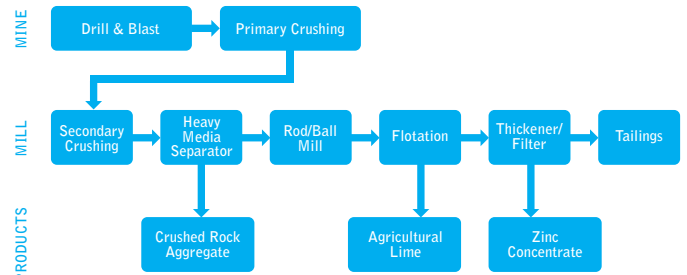 MINE
Drill & Blast
Primary Crushing
MILL
Secondary
Crushing
Heavy
Media
Separator
Rod/Ball
Mill
Flotation
Thickener/
Filter
Tailings
PRODUCTS
Crushed Rock
Aggregate
Agricultural
Lime
Zinc
Concentrate